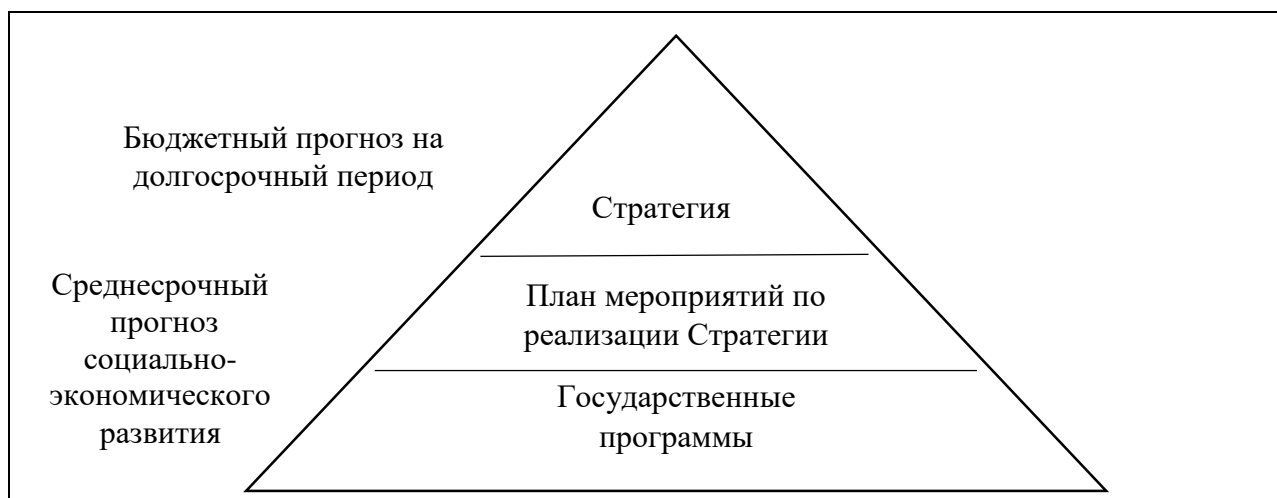 Бюджетный прогноз на
долгосрочный период
Стратегия
Среднесрочный
прогноз
социально-
экономического
развития
План мероприятий по
реализации Стратегии
Государственные
программы